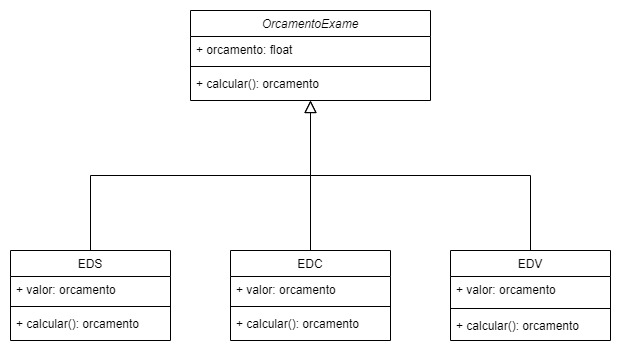 OrcamentoExame
+ orcamento: float
+ calcular(): orcamento
EDS
+ valor: orcamento
+ calcular(): orcamento
EDC
+ valor: orcamento
+ calcular(): orcamento
EDV
+ valor: orcamento
+ calcular(): orcamento